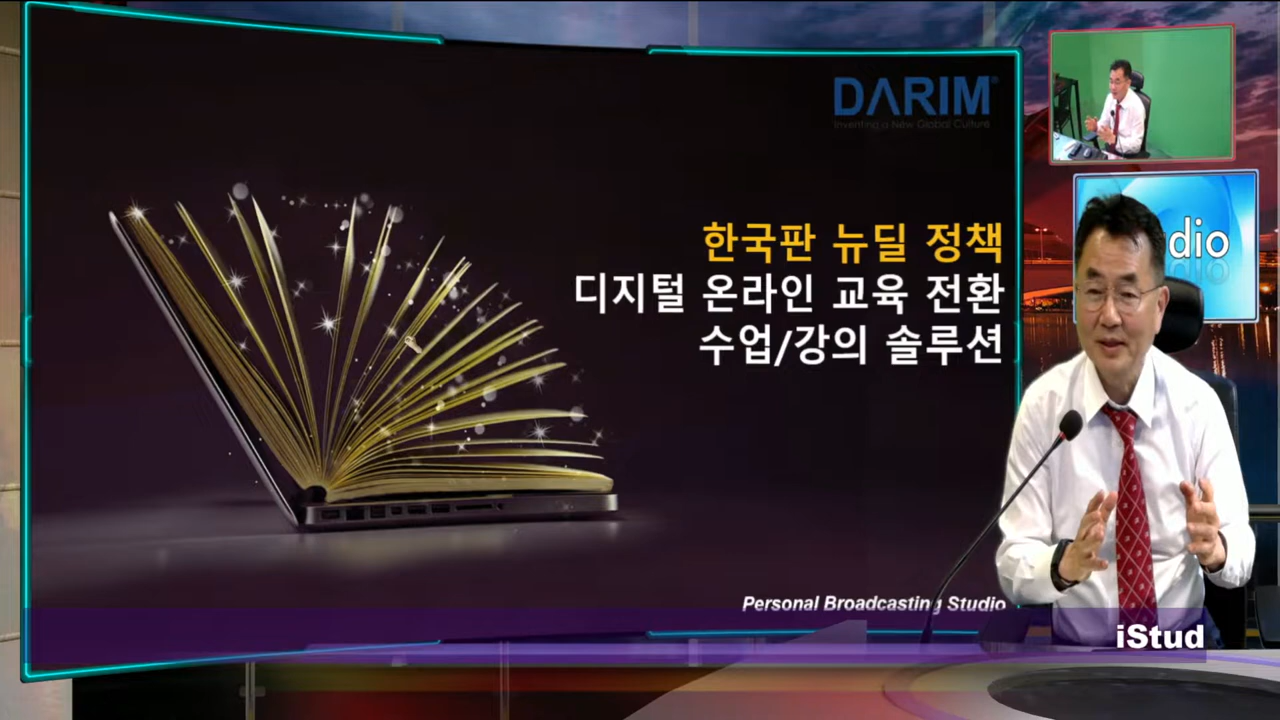 DARIM®
Inventing a New Global Culture
한국판 뉴딜 정책
디지털 온라인 교육 전환
수업/강의 솔루션
dio
Personal Broadcasting Studio
iStud